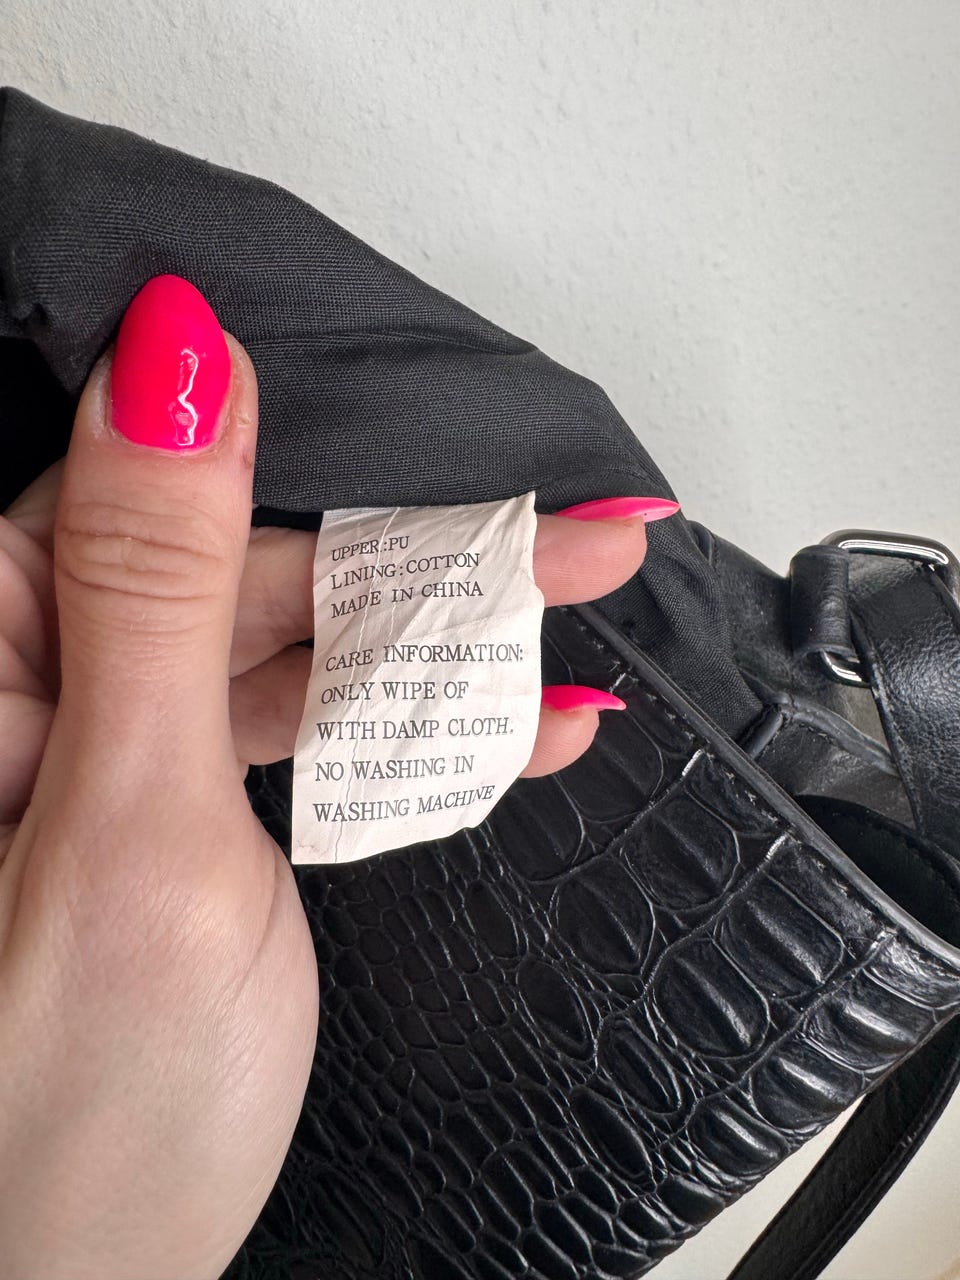 UPPER:PU
LINING:COTTON
MADE IN CHINA
CARE INFORMATION:
ONLY WIPE OF
WITH DAMP CLOTH.
NO WASHING IN
WASHING MACHINE